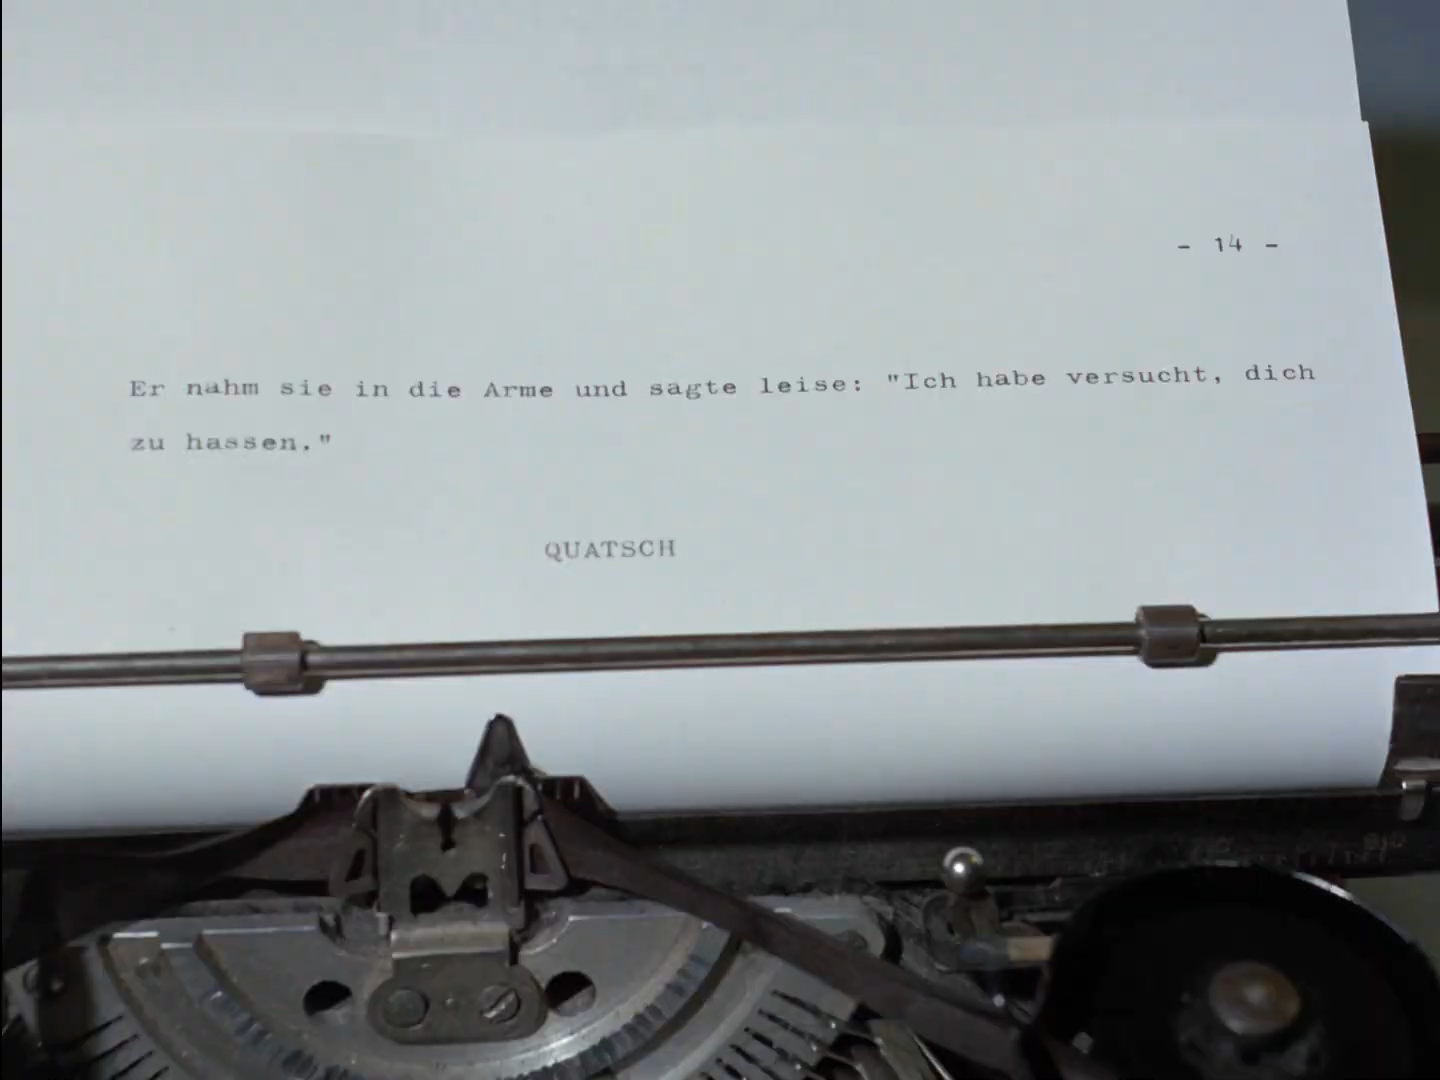 - 14 -
Er nahm sie in die Arme und sagte leise: "Ich habe versucht, dich
zu hassen."
QUATSCH